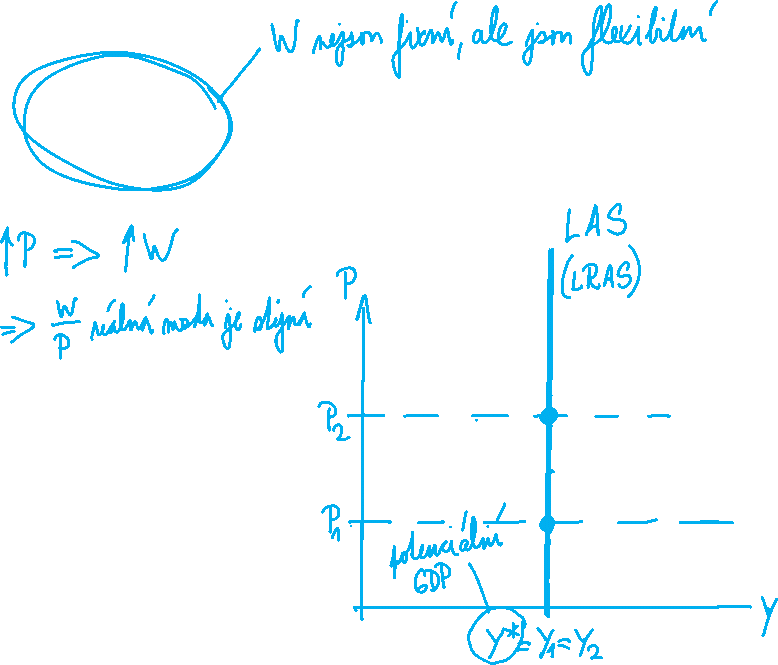 W nejsou fixní, ale jsou flexibilní
↑P => ↑W
=> W/P reálná mzda je stejná
LAS
(LRAS)
P
P₂
P₁
potenciální
GDP
Y* = Y₁ = Y₂
Y